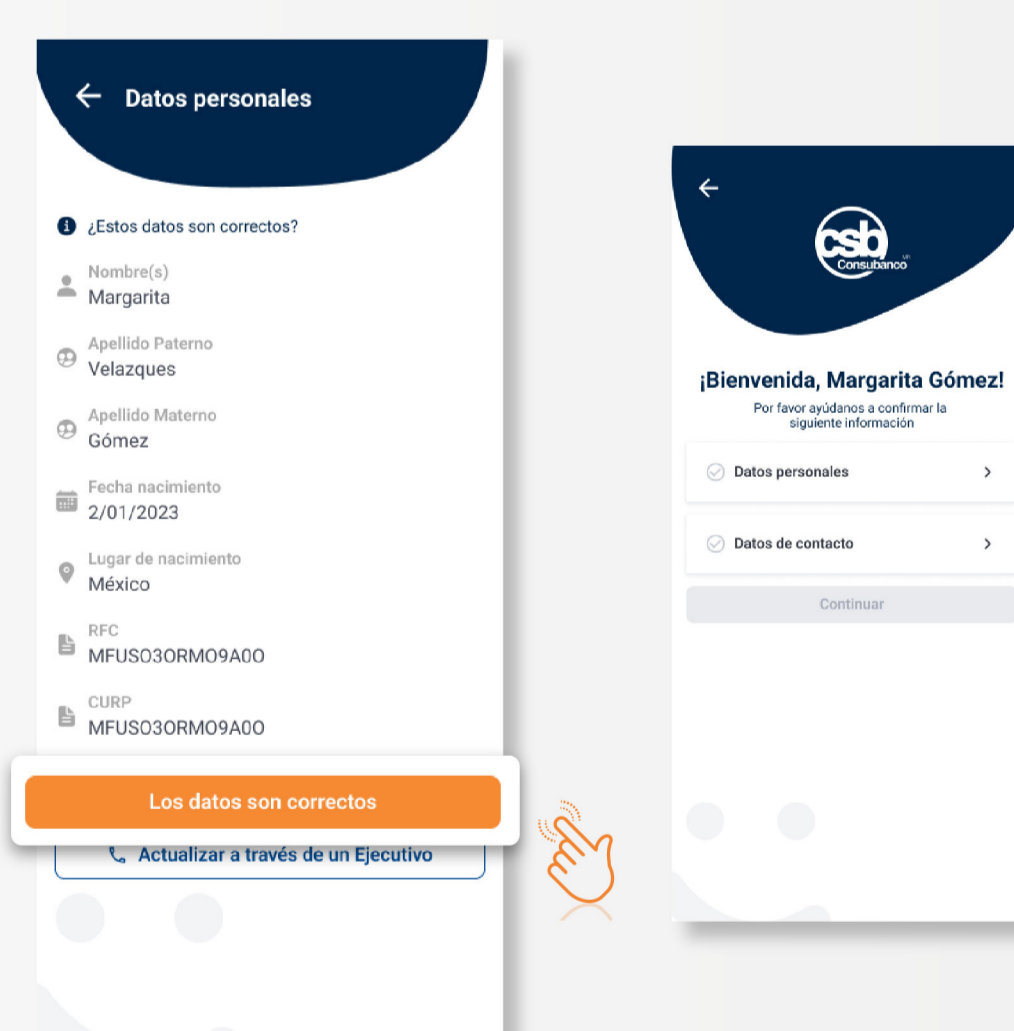 Datos personales
¿Estos datos son correctos?
Nombre(s)
Margarita
Apellido Paterno
Velazques
Apellido Materno
Gómez
Fecha nacimiento
2/01/2023
Lugar de nacimiento
México
RFC
MFUSO3ORMO9A0O
CURP
MFUSO3ORMO9A0O
Los datos son correctos
Actualizar a través de un Ejecutivo
csb
Consubanco
¡Bienvenida, Margarita Gómez!
Por favor ayúdanos a confirmar la
siguiente información
Datos personales
Datos de contacto
Continuar